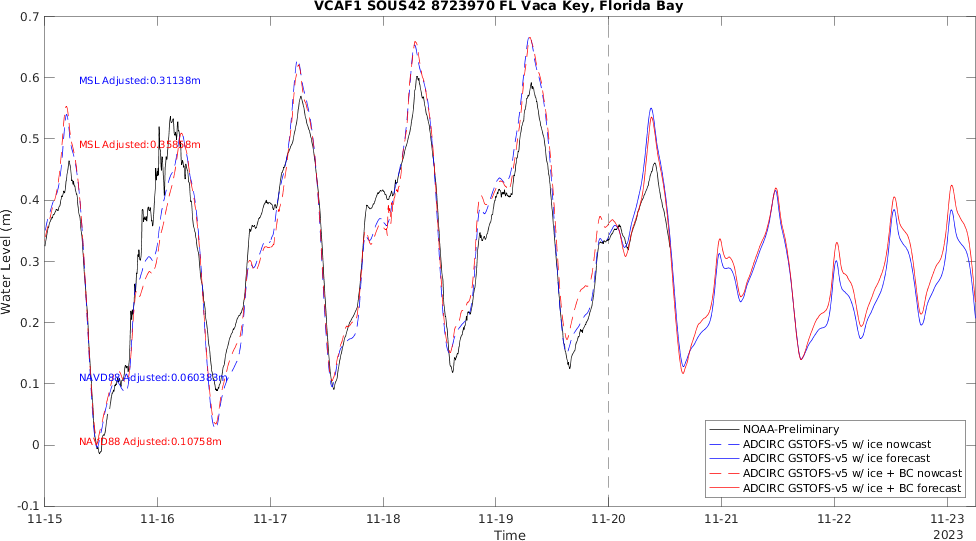 VCAF1 SOUS42 8723970 FL Vaca Key, Florida Bay
Water Level (m)
0.7
0.6
0.5
0.4
0.3
0.2
0.1
0
-0.1
MSL Adjusted:0.31138m
MSL Adjusted:0.35858m
NAVD88 Adjusted:0.060383m
NAVD88 Adjusted:0.10758m
NOAA-Preliminary
ADCIRC GSTOFS-v5 w/ ice nowcast
ADCIRC GSTOFS-v5 w/ ice forecast
ADCIRC GSTOFS-v5 w/ ice + BC nowcast
ADCIRC GSTOFS-v5 w/ ice + BC forecast
11-15 11-16 11-17 11-18 11-19 11-20 11-21 11-22 11-23
Time
2023